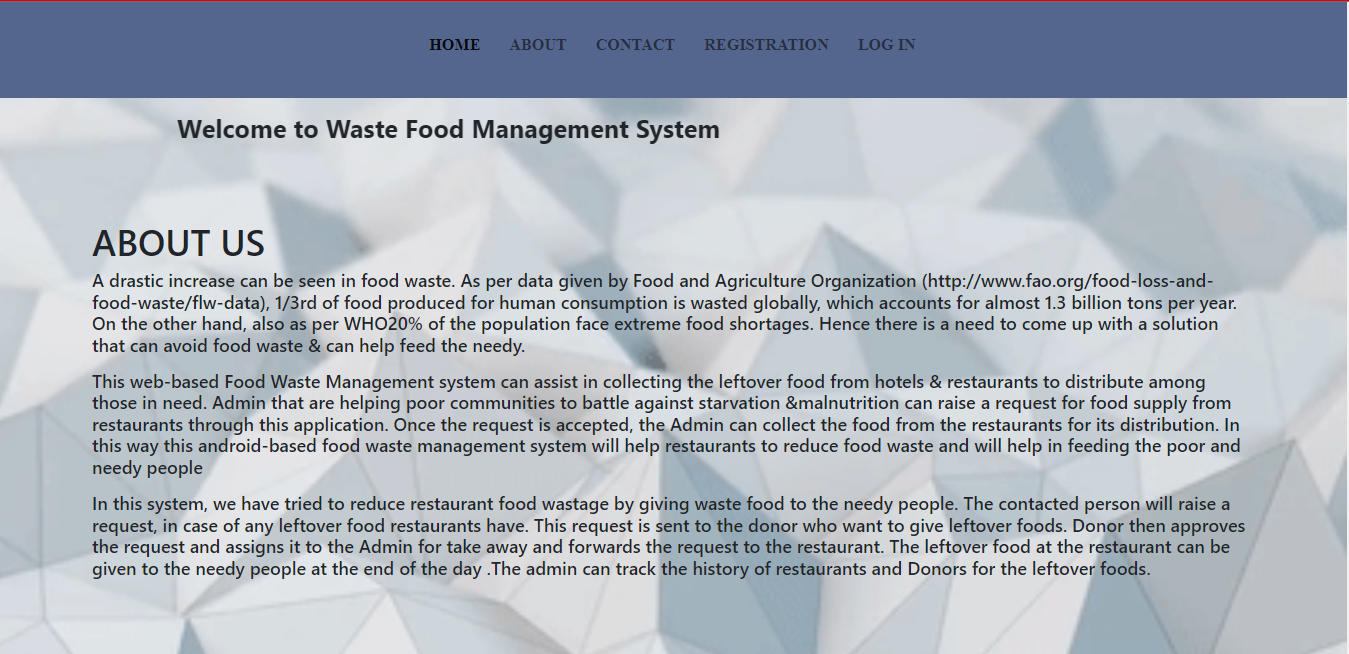 HOME ABOUT CONTACT REGISTRATION LOG IN
Welcome to Waste Food Management System
ABOUT US
A drastic increase can be seen in food waste. As per data given by Food and Agriculture Organization (http://www.fao.org/food-loss-and-
food-waste/flw-data), 1/3rd of food produced for human consumption is wasted globally, which accounts for almost 1.3 billion tons per year.
On the other hand, also as per WHO20% of the population face extreme food shortages. Hence there is a need to come up with a solution
that can avoid food waste & can help feed the needy.
This web-based Food Waste Management system can assist in collecting the leftover food from hotels & restaurants to distribute among
those in need. Admin that are helping poor communities to battle against starvation &malnutrition can raise a request for food supply from
restaurants through this application. Once the request is accepted, the Admin can collect the food from the restaurants for its distribution. In
this way this android-based food waste management system will help restaurants to reduce food waste and will help in feeding the poor and
needy people
In this system, we have tried to reduce restaurant food wastage by giving waste food to the needy people. The contacted person will raise a
request, in case of any leftover food restaurants have. This request is sent to the donor who want to give leftover foods. Donor then approves
the request and assigns it to the Admin for take away and forwards the request to the restaurant. The leftover food at the restaurant can be
given to the needy people at the end of the day .The admin can track the history of restaurants and Donors for the leftover foods.